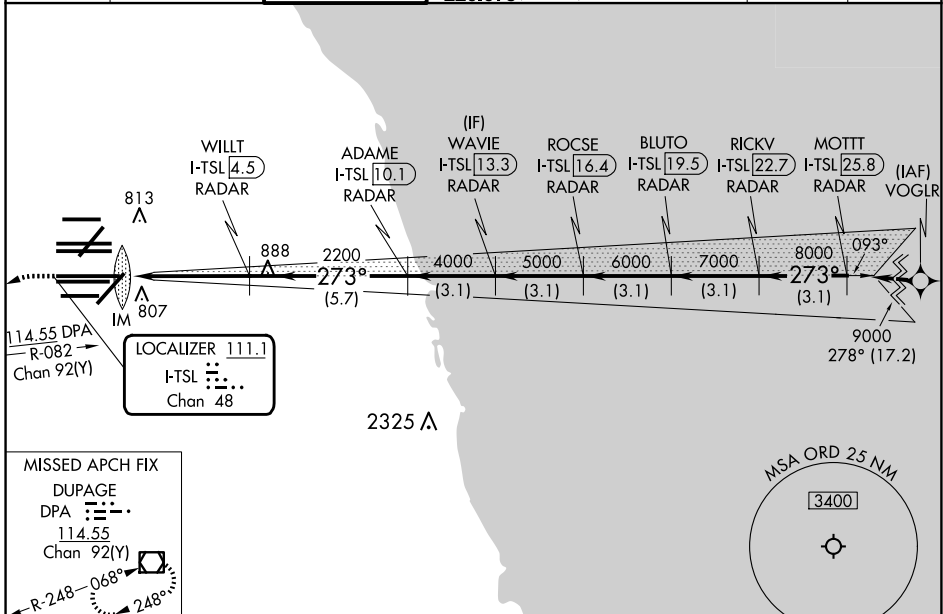 (IF)
WILLT
I-TSL 4.5
RADAR
ADAME
I-TSL 10.1
RADAR
WAVIE
I-TSL 13.3
RADAR
ROCSE
I-TSL 16.4
RADAR
BLUTO
I-TSL 19.5
RADAR
RICKV
I-TSL 22.7
RADAR
MOTTT
I-TSL 25.8
RADAR
(IAF)
VOGLR
813
888
2200
4000
5000
6000
7000
8000
093°
273°
273°
(5.7)
(3.1)
(3.1)
(3.1)
(3.1)
(3.1)
807
IM
9000
278° (17.2)
114.55 DPA
R-082
Chan 92(Y)
LOCALIZER 111.1
I-TSL
Chan 48
2325
MISSED APCH FIX
DUPAGE
DPA
114.55
Chan 92(Y)
R-248
068°
248°
MSA ORD 25 NM
3400